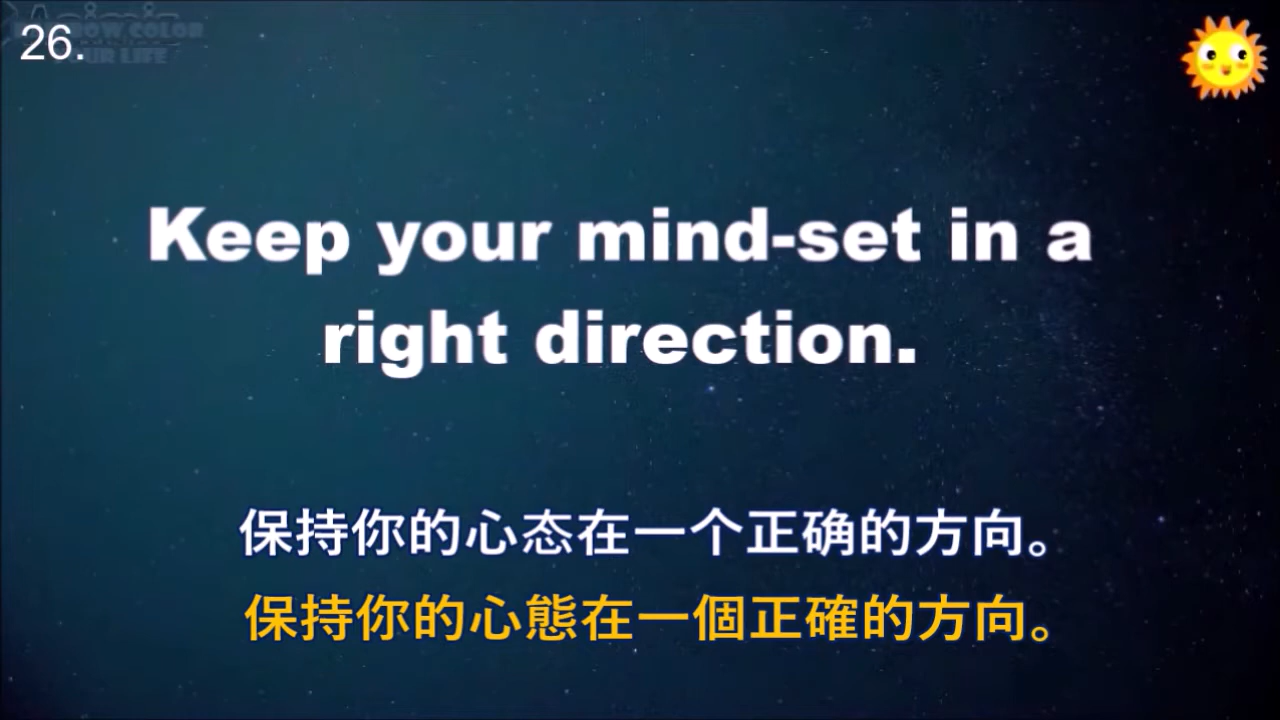 26.
Keep your mind-set in a
right direction.
保持你的心态在一个正确的方向。
保持你的心態在一個正確的方向。